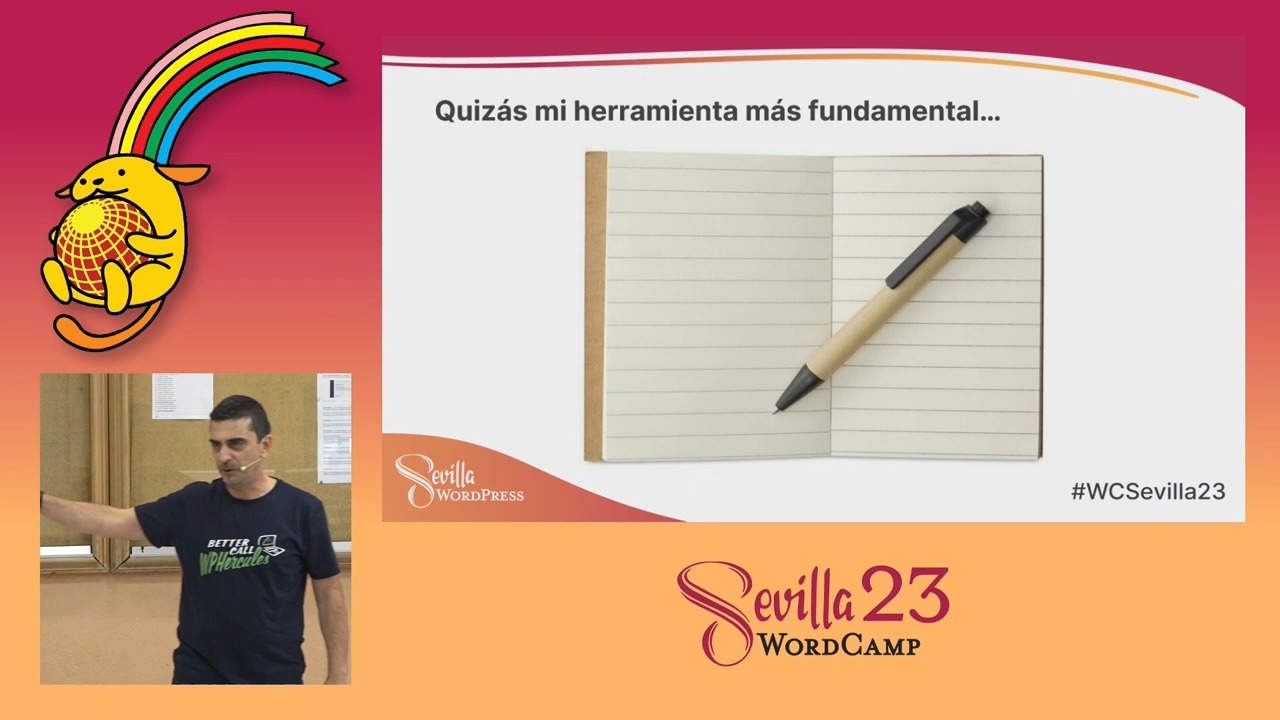 Quizás mi herramienta más fundamental...
Sevilla
WORDPRESS
#WCSevilla23
BETTER
CALL
WPHercules
Sevilla 23
WORDCAMP